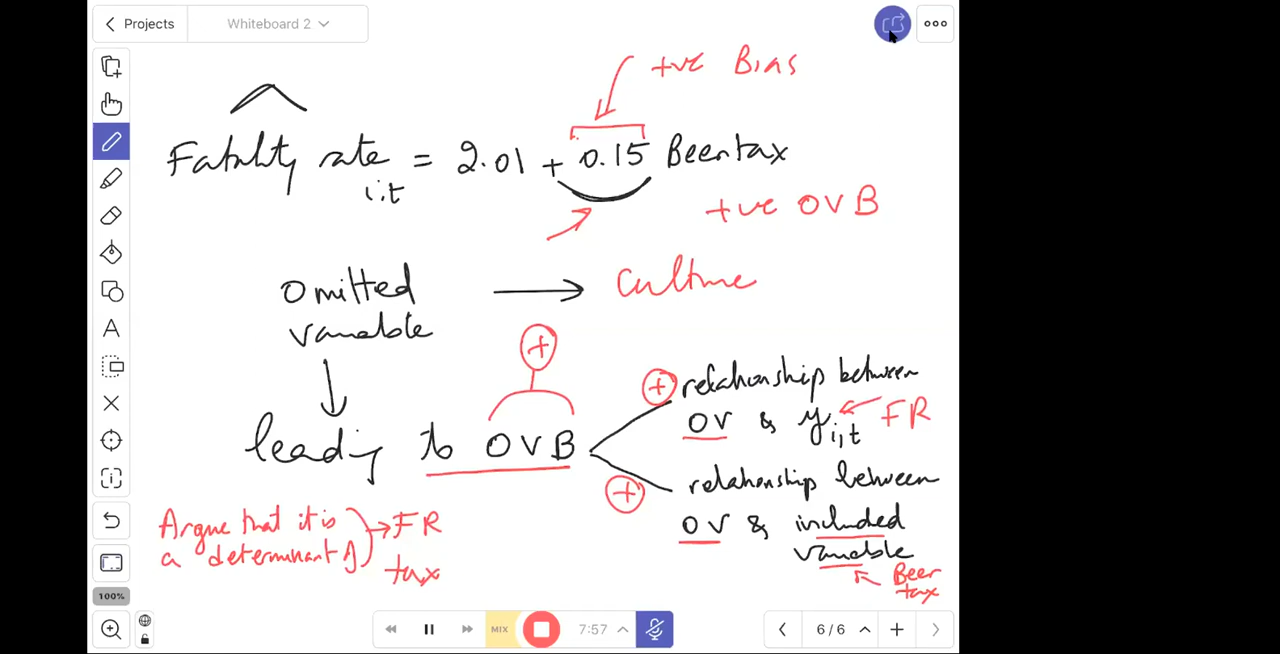 Projects
Whiteboard 2
+ve Bias
Fatality rate i,t = 2.01 + 0.15 Beertax
+ve OVB
Omitted variable → Culture
+
leading to OVB
+ relationship between
OV & y i,t ← FR
+ relationship between
OV & included
variable
Beer
tax
Argue that it is
a determinant of
→ FR
tax
A
100%
MIX
7:57
6/6